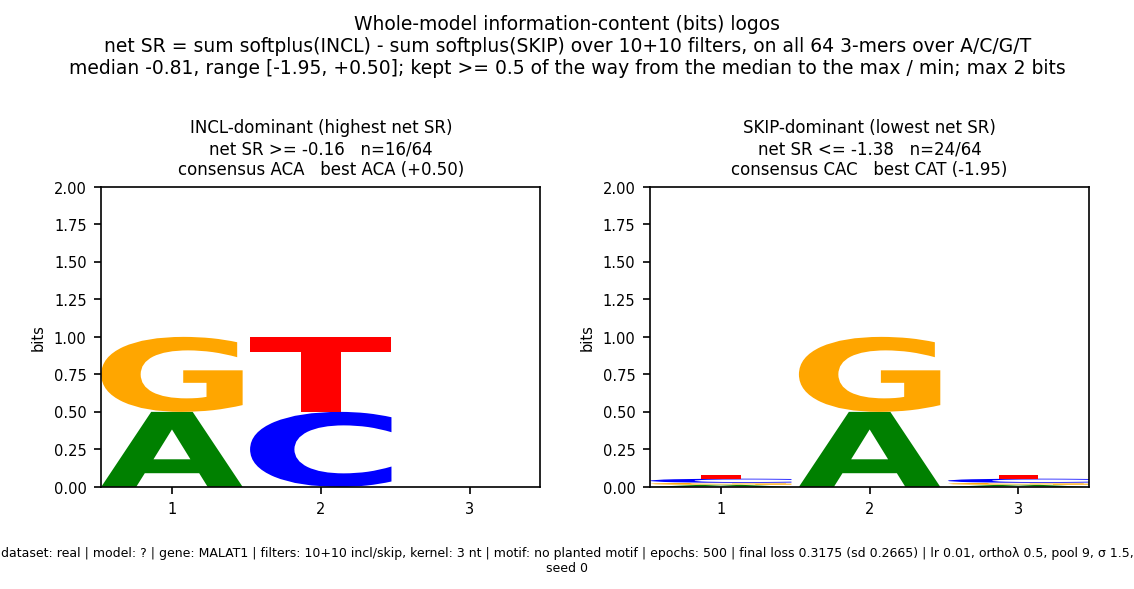 Whole-model information-content (bits) logos
net SR = sum softplus(INCL) - sum softplus(SKIP) over 10+10 filters, on all 64 3-mers over A/C/G/T
median -0.81, range [-1.95, +0.50]; kept >= 0.5 of the way from the median to the max / min; max 2 bits
INCL-dominant (highest net SR)
net SR >= -0.16   n=16/64
consensus ACA   best ACA (+0.50)
2.00
1.75
1.50
1.25
1.00
0.75
0.50
0.25
0.00
bits
G T
A C
1 2 3
SKIP-dominant (lowest net SR)
net SR <= -1.38   n=24/64
consensus CAC   best CAT (-1.95)
2.00
1.75
1.50
1.25
1.00
0.75
0.50
0.25
0.00
bits
G
A
1 2 3
dataset: real | model: ? | gene: MALAT1 | filters: 10+10 incl/skip, kernel: 3 nt | motif: no planted motif | epochs: 500 | final loss 0.3175 (sd 0.2665) | lr 0.01, orthoλ 0.5, pool 9, σ 1.5,
seed 0